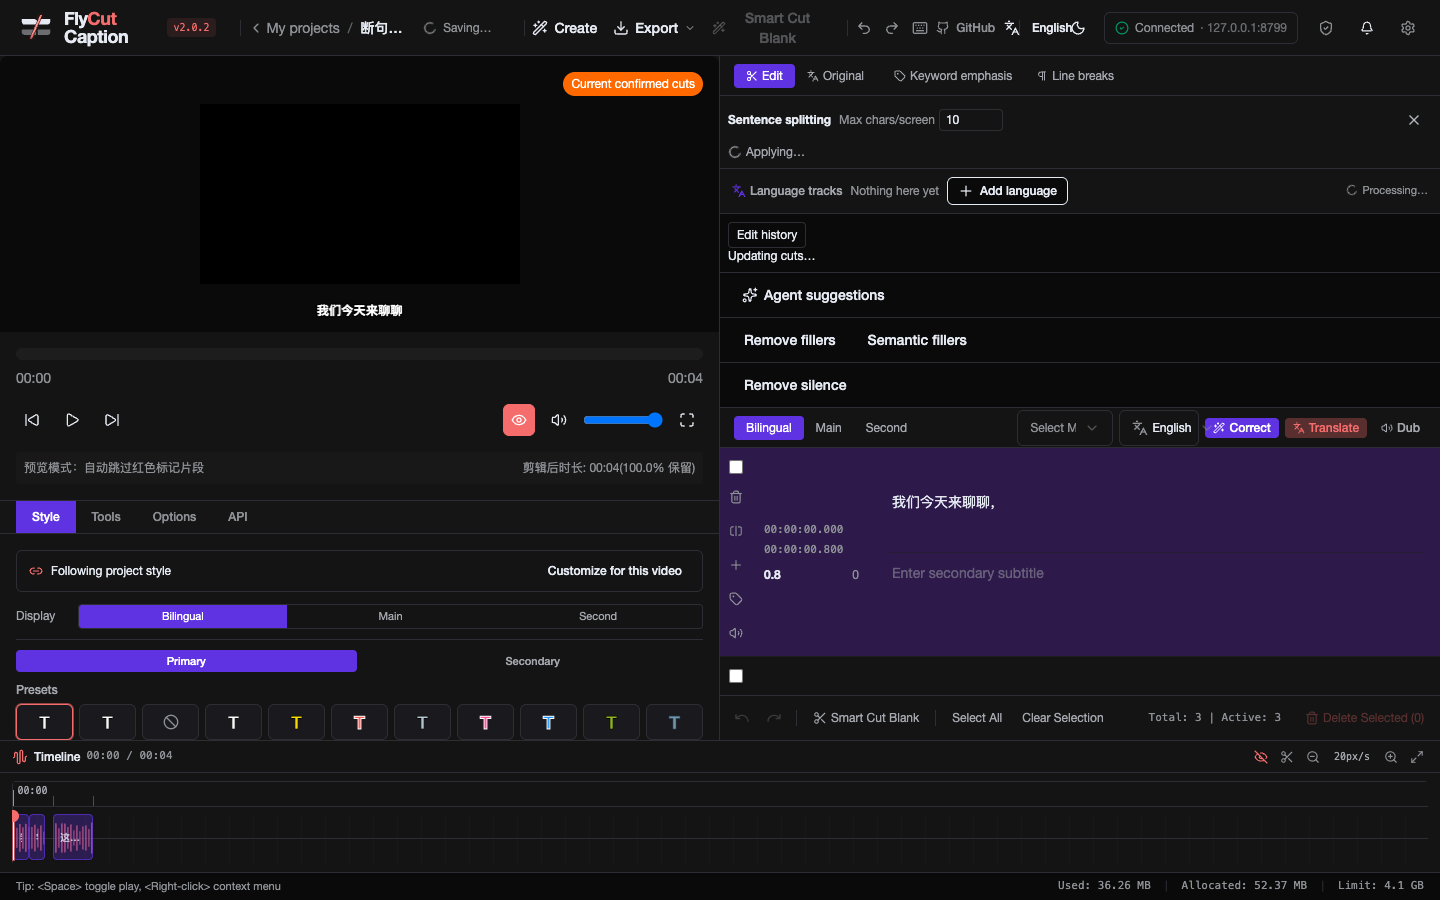 FlyCut
Caption
v2.0.2
My projects / 断句...
Saving...
Create
Export
Smart Cut
Blank
GitHub
English
Connected · 127.0.0.1:8799
Current confirmed cuts
我们今天来聊聊
00:00
00:04
预览模式：自动跳过红色标记片段
剪辑后时长: 00:04(100.0% 保留)
Style
Tools
Options
API
Following project style
Customize for this video
Display
Bilingual
Main
Second
Primary
Secondary
Presets
T T T T T T T T T T
Edit
Original
Keyword emphasis
Line breaks
Sentence splitting Max chars/screen 10
Applying...
Language tracks Nothing here yet
Add language
Processing...
Edit history
Updating cuts...
Agent suggestions
Remove fillers
Semantic fillers
Remove silence
Bilingual
Main
Second
Select M
English
Correct
Translate
Dub
我们今天来聊聊，
00:00:00.000
00:00:00.800
0.8
0
Enter secondary subtitle
Smart Cut Blank
Select All
Clear Selection
Total: 3 | Active: 3
Delete Selected (0)
Timeline 00:00 / 00:04
20px/s
00:00
这...
Tip: <Space> toggle play, <Right-click> context menu
Used: 36.26 MB | Allocated: 52.37 MB | Limit: 4.1 GB